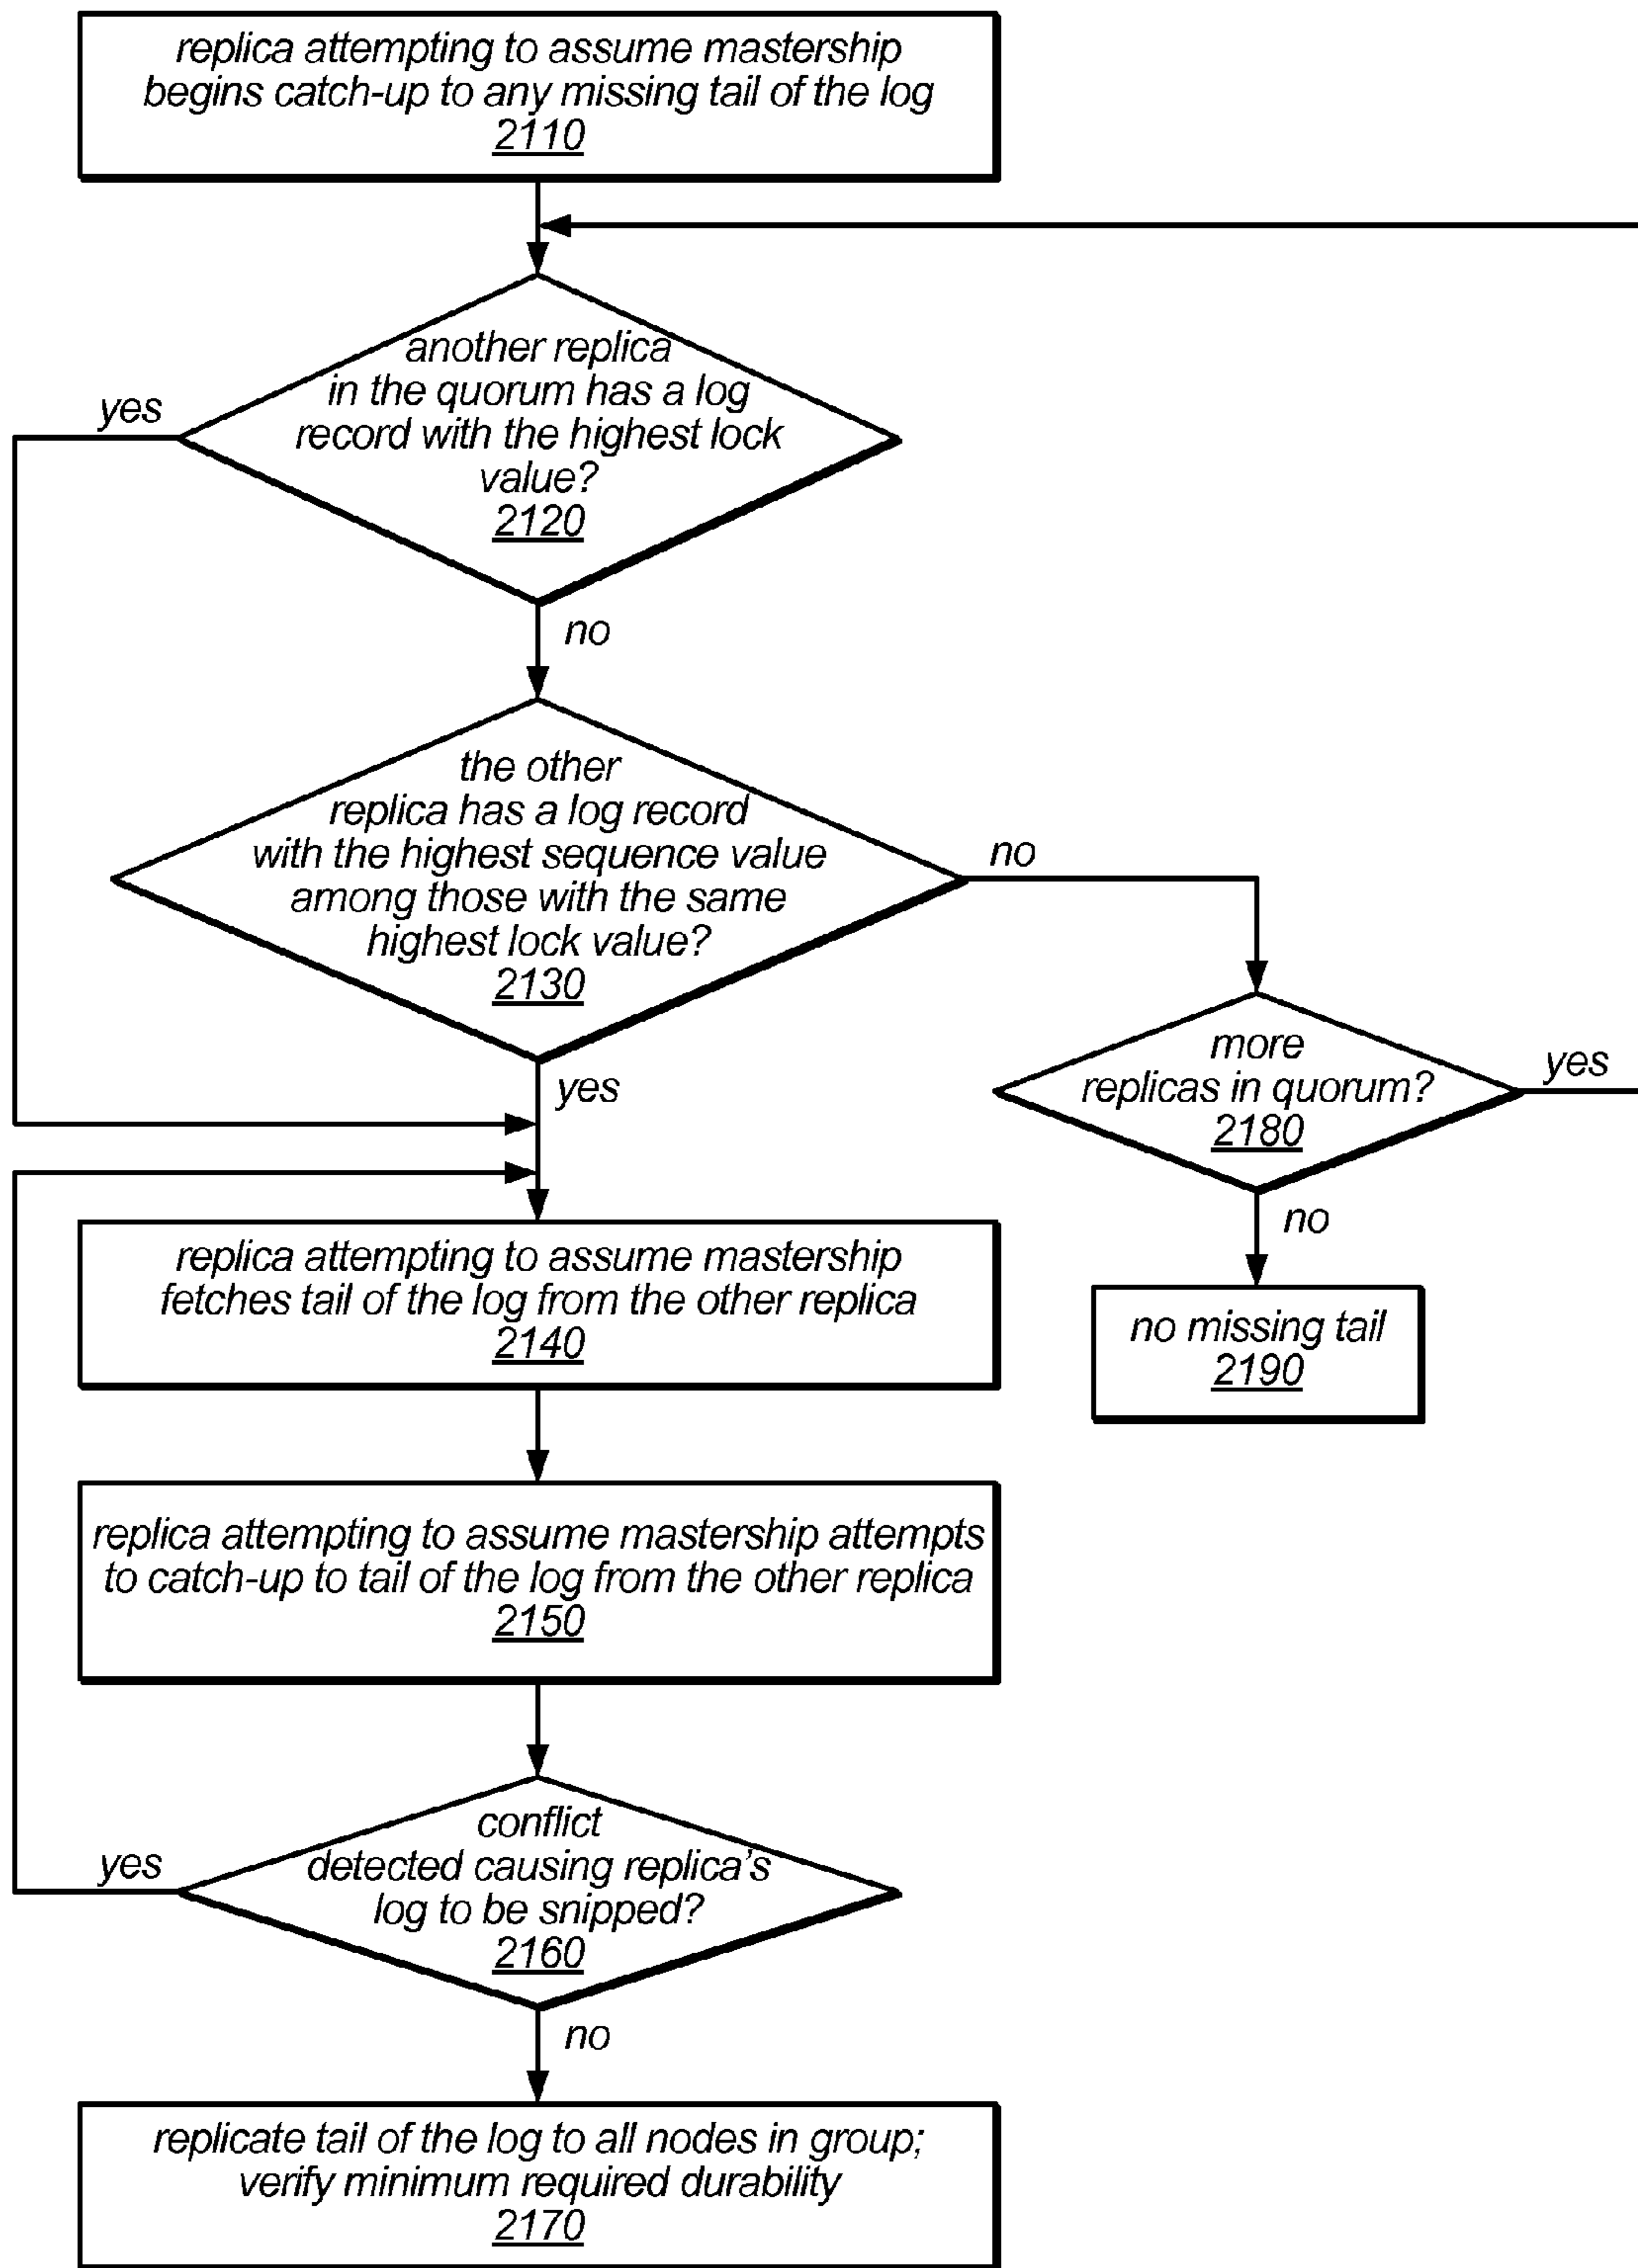 replica attempting to assume mastership
begins catch-up to any missing tail of the log
2110
another replica
in the quorum has a log
record with the highest lock
value?
2120
yes
no
the other
replica has a log record
with the highest sequence value
among those with the same
highest lock value?
2130
no
yes
more
replicas in quorum?
2180
yes
no
no missing tail
2190
replica attempting to assume mastership
fetches tail of the log from the other replica
2140
replica attempting to assume mastership attempts
to catch-up to tail of the log from the other replica
2150
conflict
detected causing replica's
log to be snipped?
2160
yes
no
replicate tail of the log to all nodes in group;
verify minimum required durability
2170